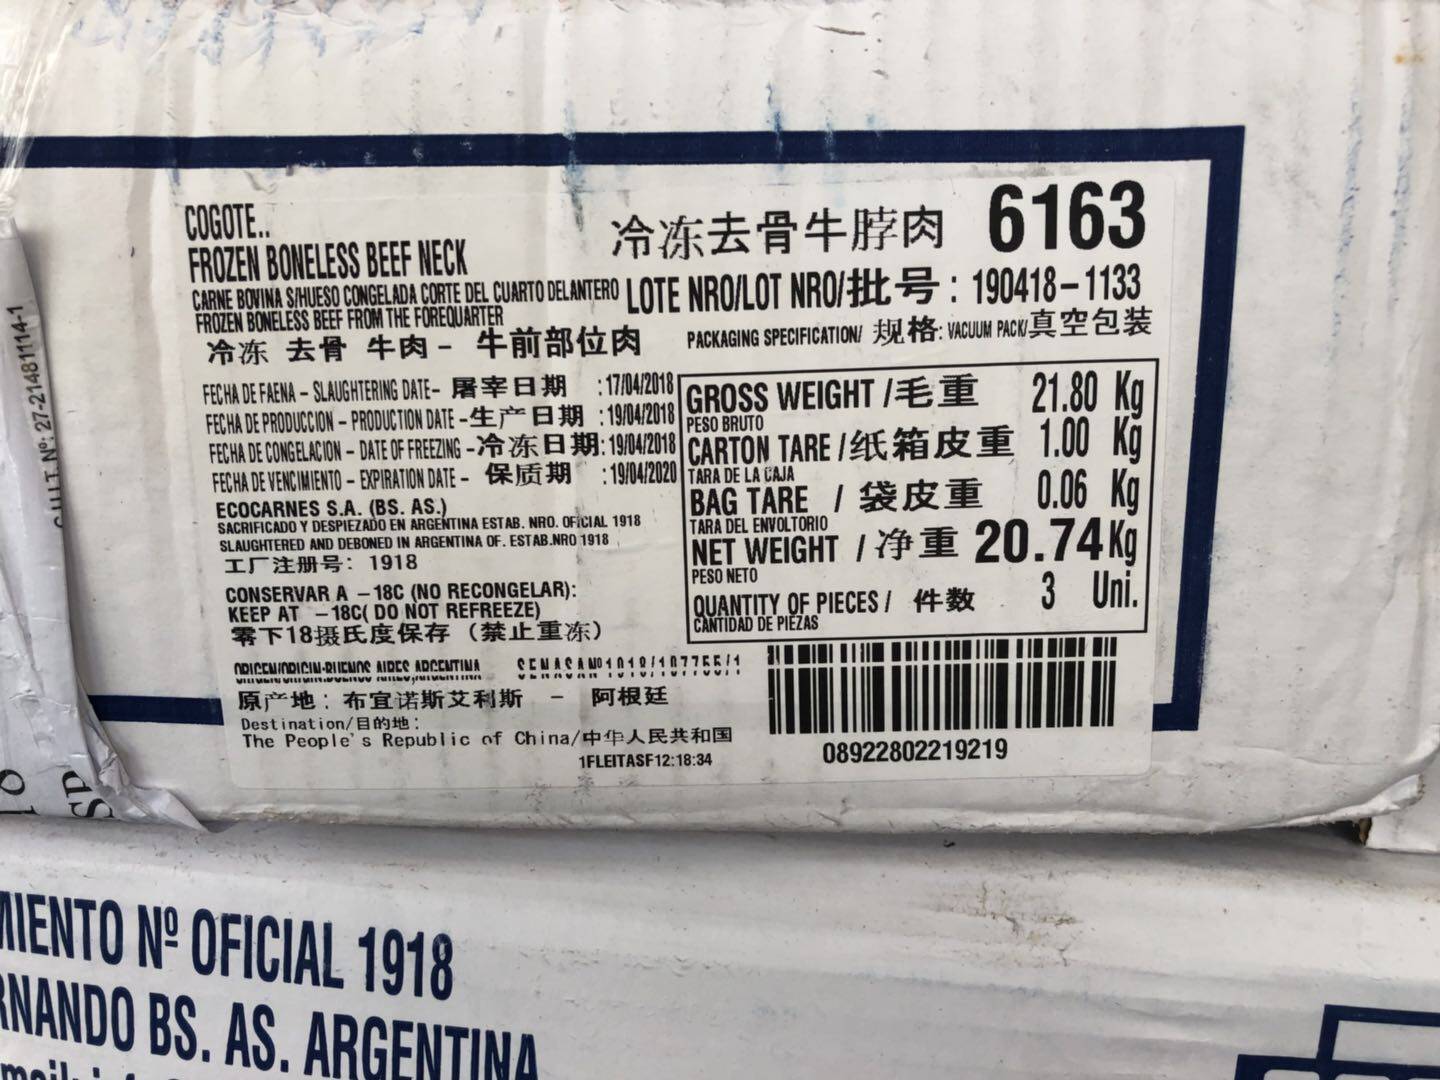 COGOTE..
冷冻去骨牛脖肉 6163
FROZEN BONELESS BEEF NECK
CARNE BOVINA S/HUESO CONGELADA CORTE DEL CUARTO DELANTERO
LOTE NRO/LOT NRO/批号: 190418-1133
FROZEN BONELESS BEEF FROM THE FOREQUARTER
冷冻 去骨 牛肉 - 牛前部位肉
PACKAGING SPECIFICATION/ 规格: VACUUM PACK/真空包装
FECHA DE FAENA - SLAUGHTERING DATE- 屠宰日期 :17/04/2018
FECHA DE PRODUCCION - PRODUCTION DATE -生产日期 :19/04/2018
FECHA DE CONGELACION - DATE OF FREEZING -冷冻日期:19/04/2018
FECHA DE VENCIMIENTO - EXPIRATION DATE - 保质期 :19/04/2020
ECOCARNES S.A. (BS. AS.)
SACRIFICADO Y DESPIEZADO EN ARGENTINA ESTAB. NRO. OFICIAL 1918
SLAUGHTERED AND DEBONED IN ARGENTINA OF. ESTAB.NRO 1918
工厂注册号: 1918
CONSERVAR A -18C (NO RECONGELAR):
KEEP AT -18C( DO NOT REFREEZE)
零下18摄氏度保存 (禁止重冻)
GROSS WEIGHT /毛重 21.80 Kg
PESO BRUTO
CARTON TARE /纸箱皮重 1.00 Kg
TARA DE LA CAJA
BAG TARE / 袋皮重 0.06 Kg
TARA DEL ENVOLTORIO
NET WEIGHT / 净重 20.74Kg
PESO NETO
QUANTITY OF PIECES / 件数 3 Uni.
CANTIDAD DE PIEZAS
ORIGEN/ORIGIN:BUENOS AIRES,ARGENTINA SENASA Nº1918/107755/1
原产地: 布宜诺斯艾利斯 - 阿根廷
Destination/目的地:
The People's Republic of China/中华人民共和国
1FLEITASF12:18:34
08922802219219
C.U.I.T. Nº: 27-21481114-1
MIENTO Nº OFICIAL 1918
RNANDO BS. AS. ARGENTINA